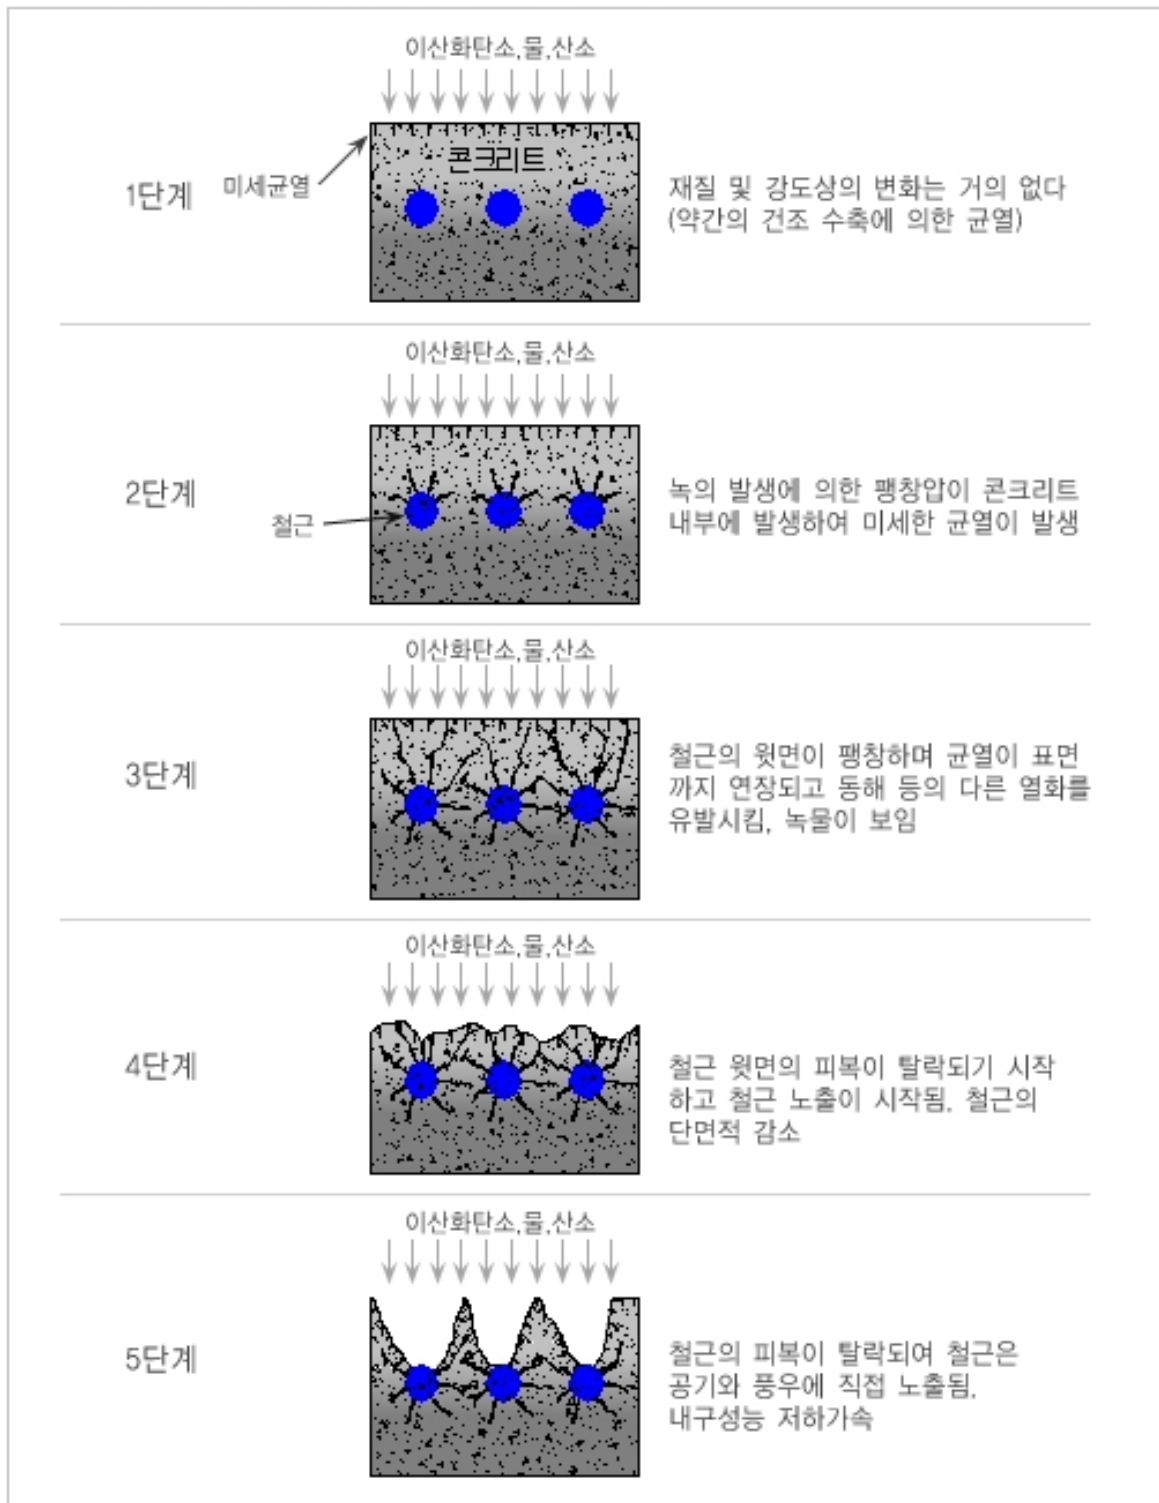 이산화탄소,물,산소
콘크리트
1단계
미세균열
재질 및 강도상의 변화는 거의 없다
(약간의 건조 수축에 의한 균열)
이산화탄소,물,산소
2단계
철근
녹의 발생에 의한 팽창압이 콘크리트
내부에 발생하여 미세한 균열이 발생
이산화탄소,물,산소
3단계
철근의 윗면이 팽창하며 균열이 표면
까지 연장되고 동해 등의 다른 열화를
유발시킴, 녹물이 보임
이산화탄소,물,산소
4단계
철근 윗면의 피복이 탈락되기 시작
하고 철근 노출이 시작됨, 철근의
단면적 감소
이산화탄소,물,산소
5단계
철근의 피복이 탈락되여 철근은
공기와 풍우에 직접 노출됨,
내구성능 저하가속